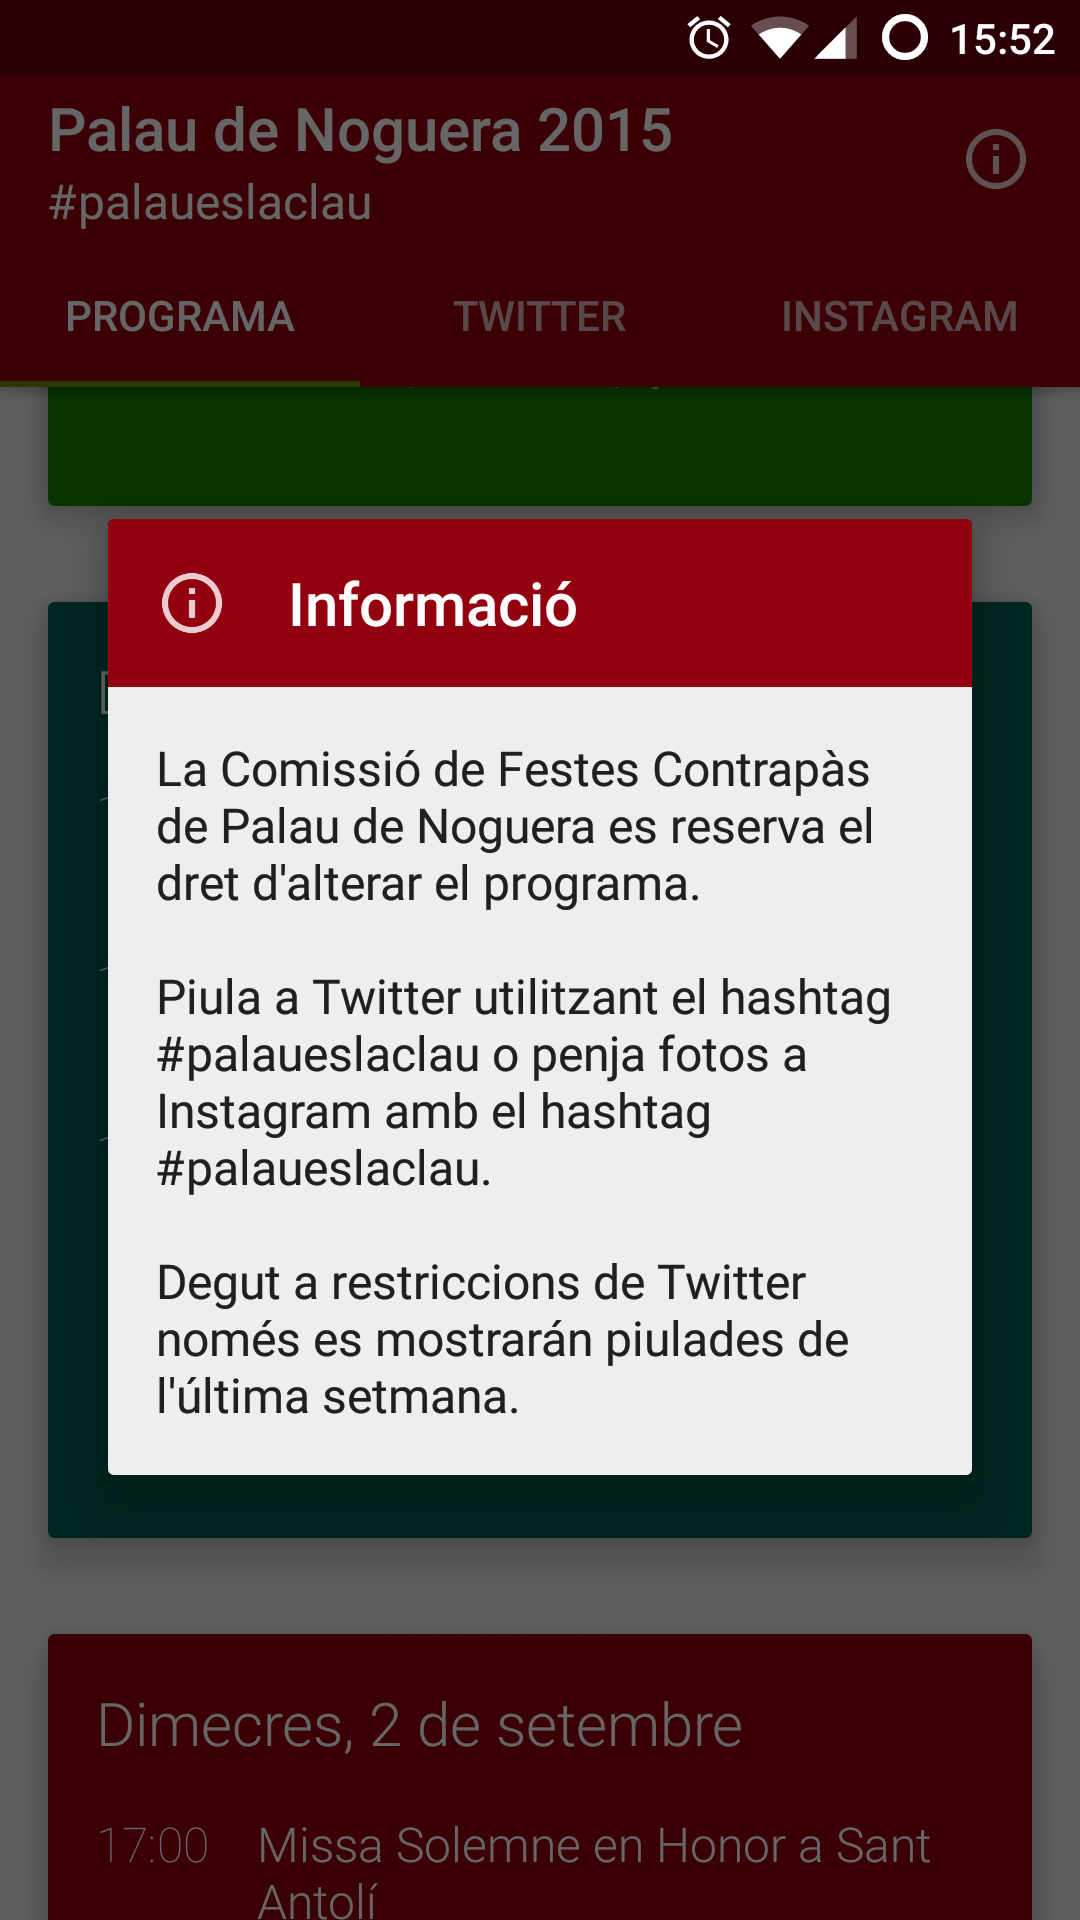 15:52
Palau de Noguera 2015
#palaueslaclau
PROGRAMA
TWITTER
INSTAGRAM
Informació
La Comissió de Festes Contrapàs
de Palau de Noguera es reserva el
dret d'alterar el programa.
Piula a Twitter utilitzant el hashtag
#palaueslaclau o penja fotos a
Instagram amb el hashtag
#palaueslaclau.
Degut a restriccions de Twitter
només es mostrarán piulades de
l'última setmana.
Dimecres, 2 de setembre
17:00 Missa Solemne en Honor a Sant
Antolí